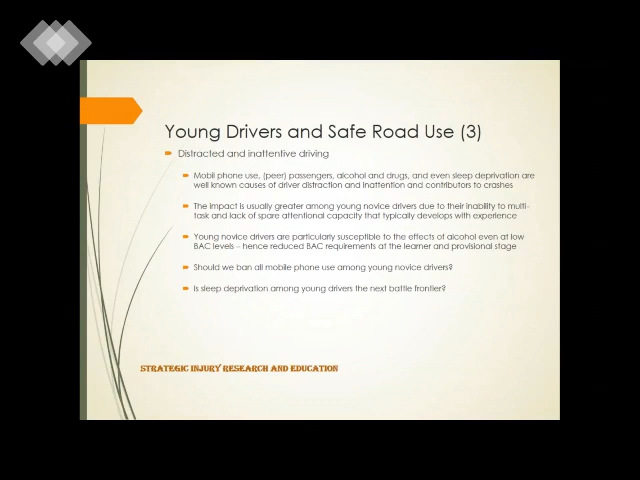 Young Drivers and Safe Road Use (3)
Distracted and inattentive driving
Mobil phone use, (peer) passengers, alcohol and drugs, and even sleep deprivation are
well known causes of driver distraction and inattention and contributors to crashes
The impact is usually greater among young novice drivers due to their inability to multi-
task and lack of spare attentional capacity that typically develops with experience
Young novice drivers are particularly susceptible to the effects of alcohol even at low
BAC levels – hence reduced BAC requirements at the learner and provisional stage
Should we ban all mobile phone use among young novice drivers?
Is sleep deprivation among young drivers the next battle frontier?
STRATEGIC INJURY RESEARCH AND EDUCATION